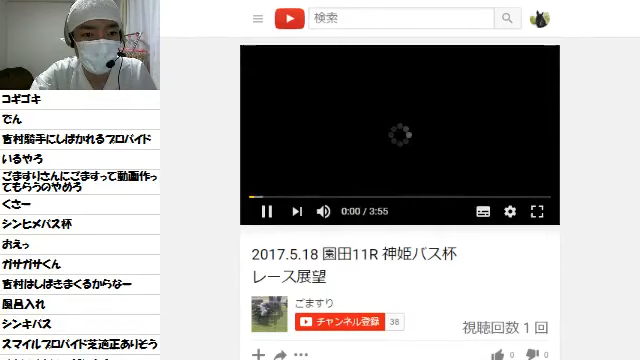 検索
コギゴキ
でん
吉村騎手にしばかれるプロバイド
いるやろ
ごますりさんにごますって動画作っ
てもらうのやめろ
くさー
シンヒメバス杯
おえっ
ガサガサくん
吉村はしばきまくるからなー
風呂入れ
シンキバス
スマイルプロバイド芝適正ありそう
0:00 / 3:55
2017.5.18 園田11R 神姫バス杯
レース展望
ごますり
チャンネル登録 38
視聴回数 1 回
0 0